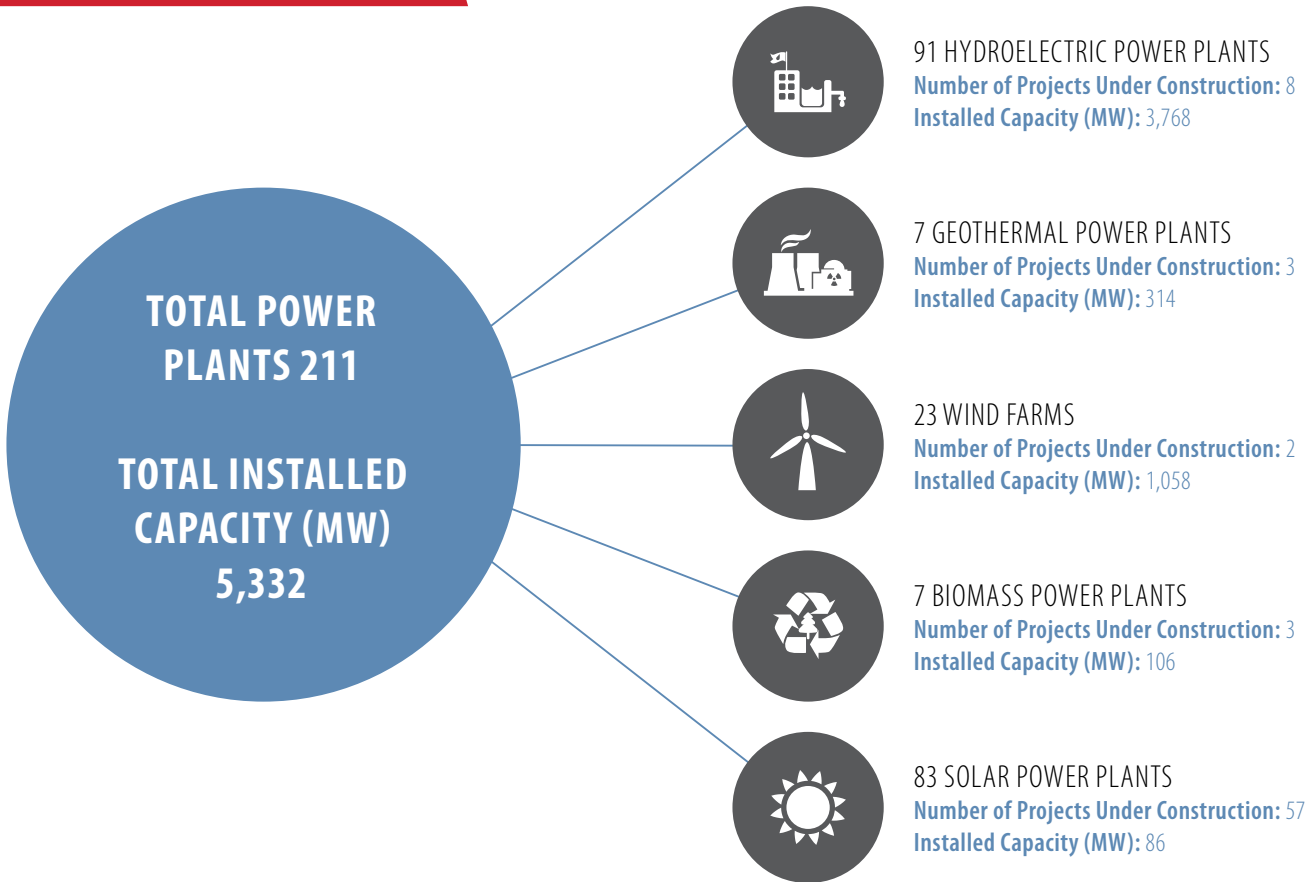 TOTAL POWER
PLANTS 211
TOTAL INSTALLED
CAPACITY (MW)
5,332
91 HYDROELECTRIC POWER PLANTS
Number of Projects Under Construction: 8
Installed Capacity (MW): 3,768
7 GEOTHERMAL POWER PLANTS
Number of Projects Under Construction: 3
Installed Capacity (MW): 314
23 WIND FARMS
Number of Projects Under Construction: 2
Installed Capacity (MW): 1,058
7 BIOMASS POWER PLANTS
Number of Projects Under Construction: 3
Installed Capacity (MW): 106
83 SOLAR POWER PLANTS
Number of Projects Under Construction: 57
Installed Capacity (MW): 86